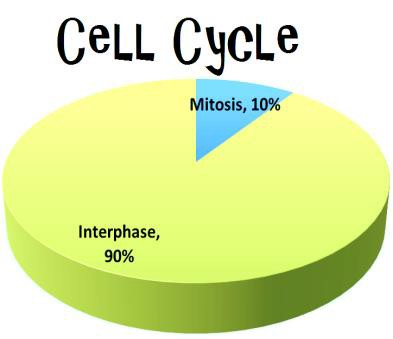 Cell Cycle
Mitosis, 10%
Interphase,
90%